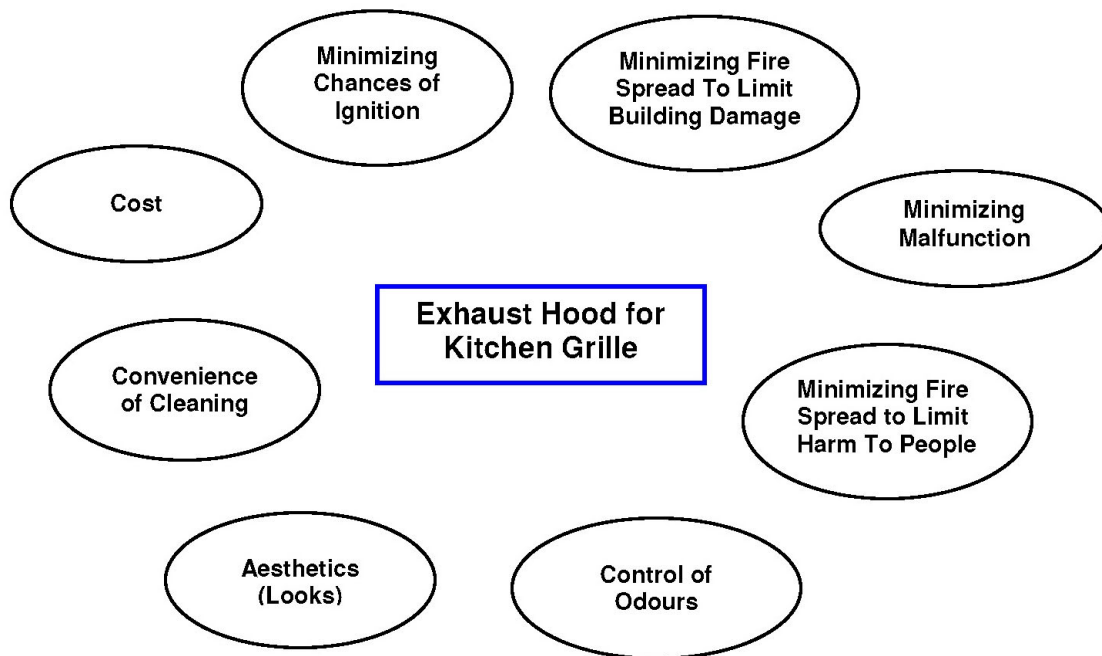 Minimizing
Chances of
Ignition
Minimizing Fire
Spread To Limit
Building Damage
Cost
Minimizing
Malfunction
Exhaust Hood for
Kitchen Grille
Convenience
of Cleaning
Minimizing Fire
Spread to Limit
Harm To People
Aesthetics
(Looks)
Control of
Odours